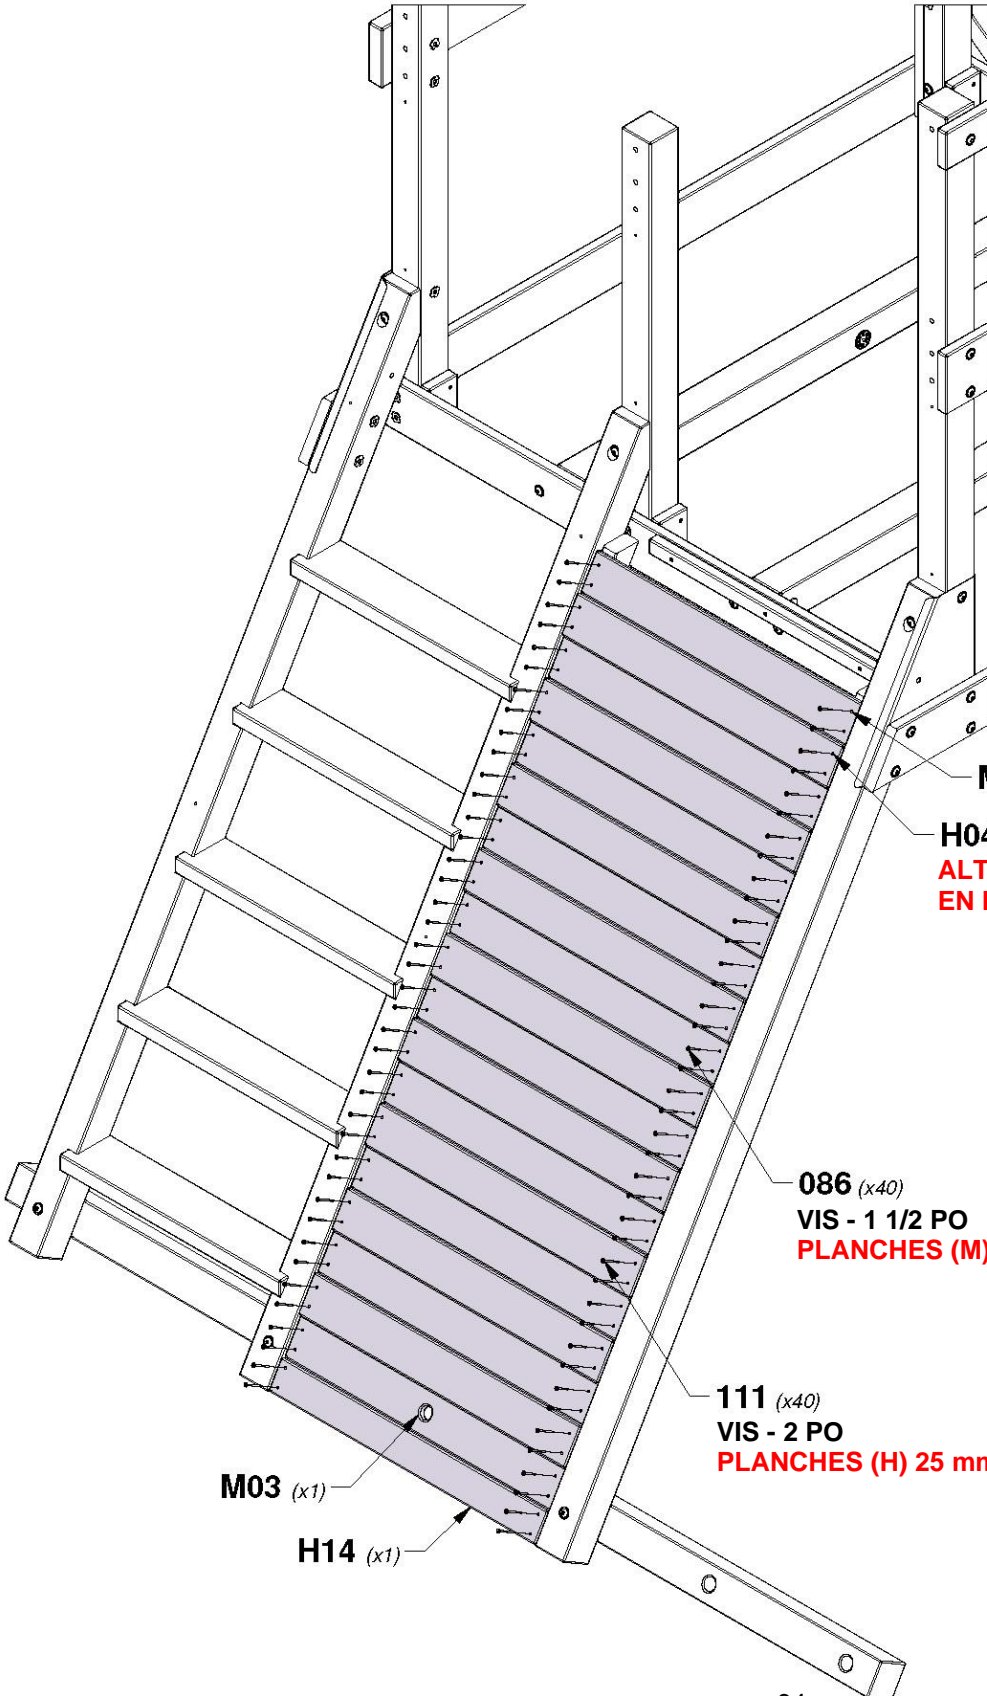 M
H04
ALT
EN
086 (x40)
VIS - 1 1/2 PO
PLANCHES (M)
111 (x40)
VIS - 2 PO
PLANCHES (H) 25 mm
M03 (x1)
H14 (x1)